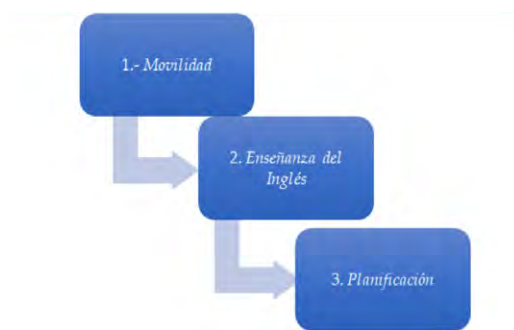 1.- Movilidad
2. Enseñanza del
Inglés
3. Planificación